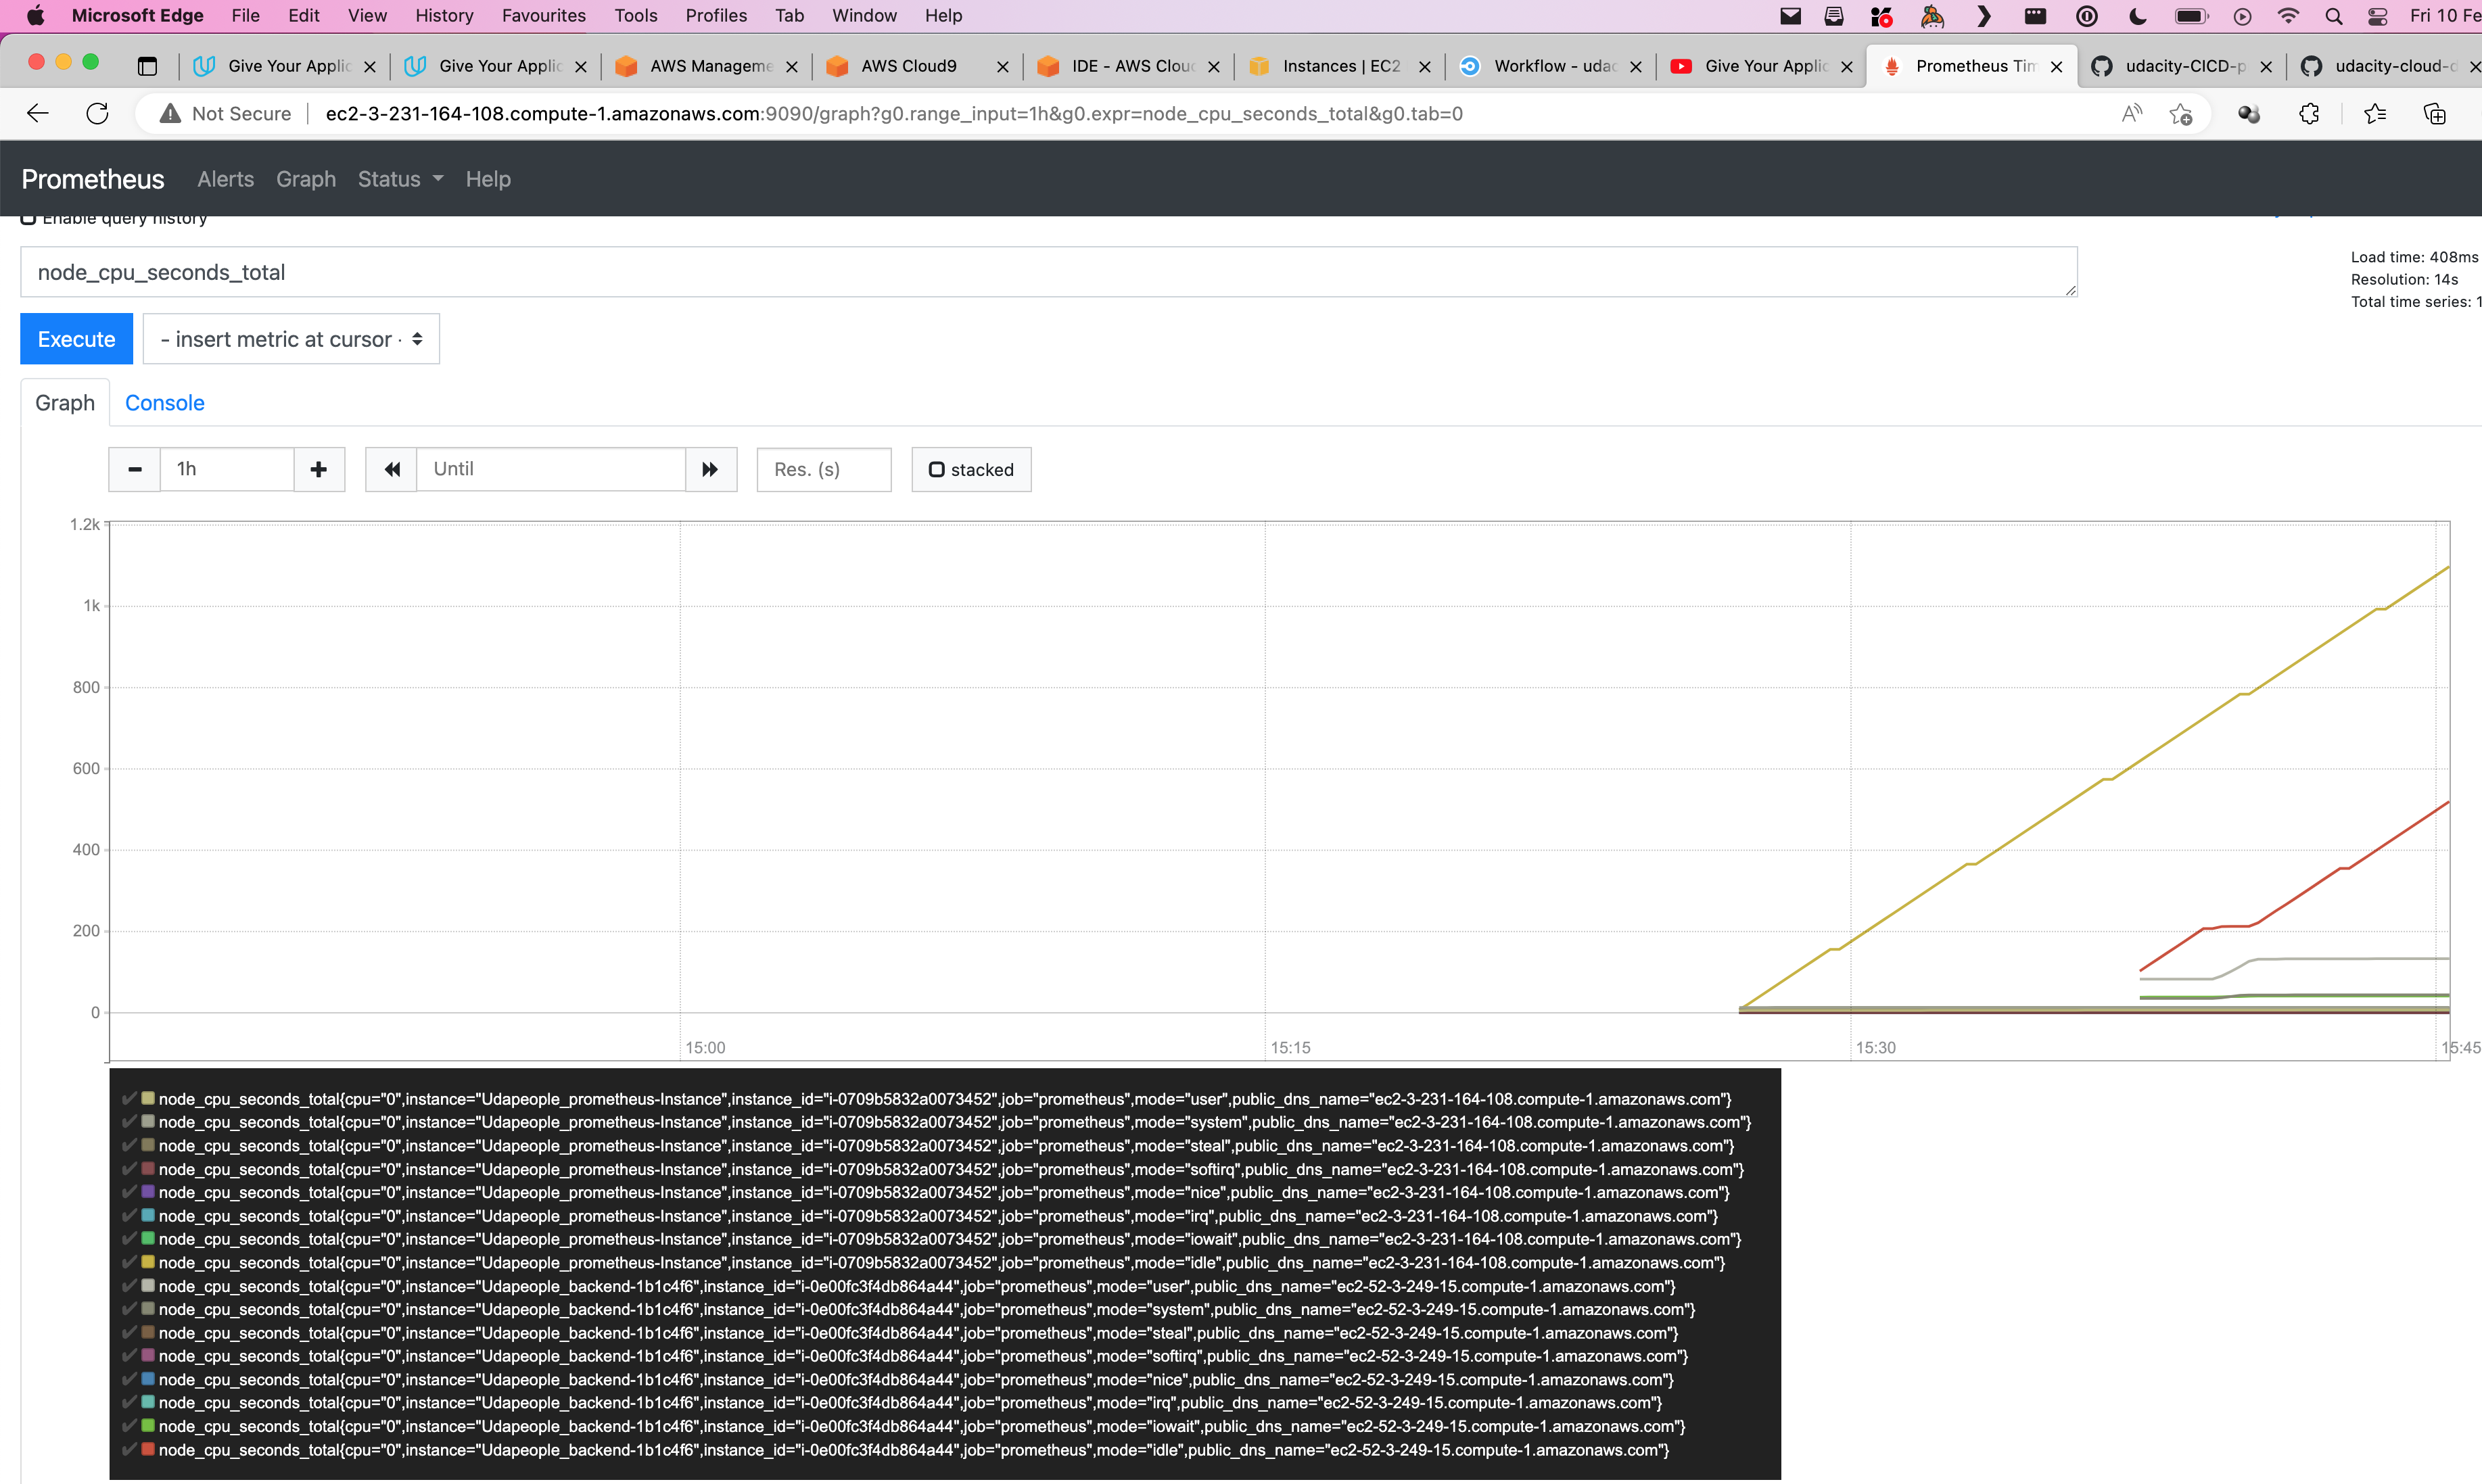 Microsoft Edge File Edit View History Favourites Tools Profiles Tab Window Help Fri 10 Fe
Give Your Applic Give Your Applic AWS Manageme AWS Cloud9 IDE - AWS Clou Instances | EC2 Workflow - udac Give Your Applic Prometheus Tim udacity-CICD-p udacity-cloud-d
Not Secure ec2-3-231-164-108.compute-1.amazonaws.com:9090/graph?g0.range_input=1h&g0.expr=node_cpu_seconds_total&g0.tab=0
Prometheus Alerts Graph Status Help
Enable query history
node_cpu_seconds_total
Load time: 408ms
Resolution: 14s
Total time series: 1
Execute - insert metric at cursor -
Graph Console
1h Until Res. (s) stacked
1.2k
1k
800
600
400
200
0
15:00 15:15 15:30 15:45
node_cpu_seconds_total{cpu="0",instance="Udapeople_prometheus-Instance",instance_id="i-0709b5832a0073452",job="prometheus",mode="user",public_dns_name="ec2-3-231-164-108.compute-1.amazonaws.com"}
node_cpu_seconds_total{cpu="0",instance="Udapeople_prometheus-Instance",instance_id="i-0709b5832a0073452",job="prometheus",mode="system",public_dns_name="ec2-3-231-164-108.compute-1.amazonaws.com"}
node_cpu_seconds_total{cpu="0",instance="Udapeople_prometheus-Instance",instance_id="i-0709b5832a0073452",job="prometheus",mode="steal",public_dns_name="ec2-3-231-164-108.compute-1.amazonaws.com"}
node_cpu_seconds_total{cpu="0",instance="Udapeople_prometheus-Instance",instance_id="i-0709b5832a0073452",job="prometheus",mode="softirq",public_dns_name="ec2-3-231-164-108.compute-1.amazonaws.com"}
node_cpu_seconds_total{cpu="0",instance="Udapeople_prometheus-Instance",instance_id="i-0709b5832a0073452",job="prometheus",mode="nice",public_dns_name="ec2-3-231-164-108.compute-1.amazonaws.com"}
node_cpu_seconds_total{cpu="0",instance="Udapeople_prometheus-Instance",instance_id="i-0709b5832a0073452",job="prometheus",mode="irq",public_dns_name="ec2-3-231-164-108.compute-1.amazonaws.com"}
node_cpu_seconds_total{cpu="0",instance="Udapeople_prometheus-Instance",instance_id="i-0709b5832a0073452",job="prometheus",mode="iowait",public_dns_name="ec2-3-231-164-108.compute-1.amazonaws.com"}
node_cpu_seconds_total{cpu="0",instance="Udapeople_prometheus-Instance",instance_id="i-0709b5832a0073452",job="prometheus",mode="idle",public_dns_name="ec2-3-231-164-108.compute-1.amazonaws.com"}
node_cpu_seconds_total{cpu="0",instance="Udapeople_backend-1b1c4f6",instance_id="i-0e00fc3f4db864a44",job="prometheus",mode="user",public_dns_name="ec2-52-3-249-15.compute-1.amazonaws.com"}
node_cpu_seconds_total{cpu="0",instance="Udapeople_backend-1b1c4f6",instance_id="i-0e00fc3f4db864a44",job="prometheus",mode="system",public_dns_name="ec2-52-3-249-15.compute-1.amazonaws.com"}
node_cpu_seconds_total{cpu="0",instance="Udapeople_backend-1b1c4f6",instance_id="i-0e00fc3f4db864a44",job="prometheus",mode="steal",public_dns_name="ec2-52-3-249-15.compute-1.amazonaws.com"}
node_cpu_seconds_total{cpu="0",instance="Udapeople_backend-1b1c4f6",instance_id="i-0e00fc3f4db864a44",job="prometheus",mode="softirq",public_dns_name="ec2-52-3-249-15.compute-1.amazonaws.com"}
node_cpu_seconds_total{cpu="0",instance="Udapeople_backend-1b1c4f6",instance_id="i-0e00fc3f4db864a44",job="prometheus",mode="nice",public_dns_name="ec2-52-3-249-15.compute-1.amazonaws.com"}
node_cpu_seconds_total{cpu="0",instance="Udapeople_backend-1b1c4f6",instance_id="i-0e00fc3f4db864a44",job="prometheus",mode="irq",public_dns_name="ec2-52-3-249-15.compute-1.amazonaws.com"}
node_cpu_seconds_total{cpu="0",instance="Udapeople_backend-1b1c4f6",instance_id="i-0e00fc3f4db864a44",job="prometheus",mode="iowait",public_dns_name="ec2-52-3-249-15.compute-1.amazonaws.com"}
node_cpu_seconds_total{cpu="0",instance="Udapeople_backend-1b1c4f6",instance_id="i-0e00fc3f4db864a44",job="prometheus",mode="idle",public_dns_name="ec2-52-3-249-15.compute-1.amazonaws.com"}